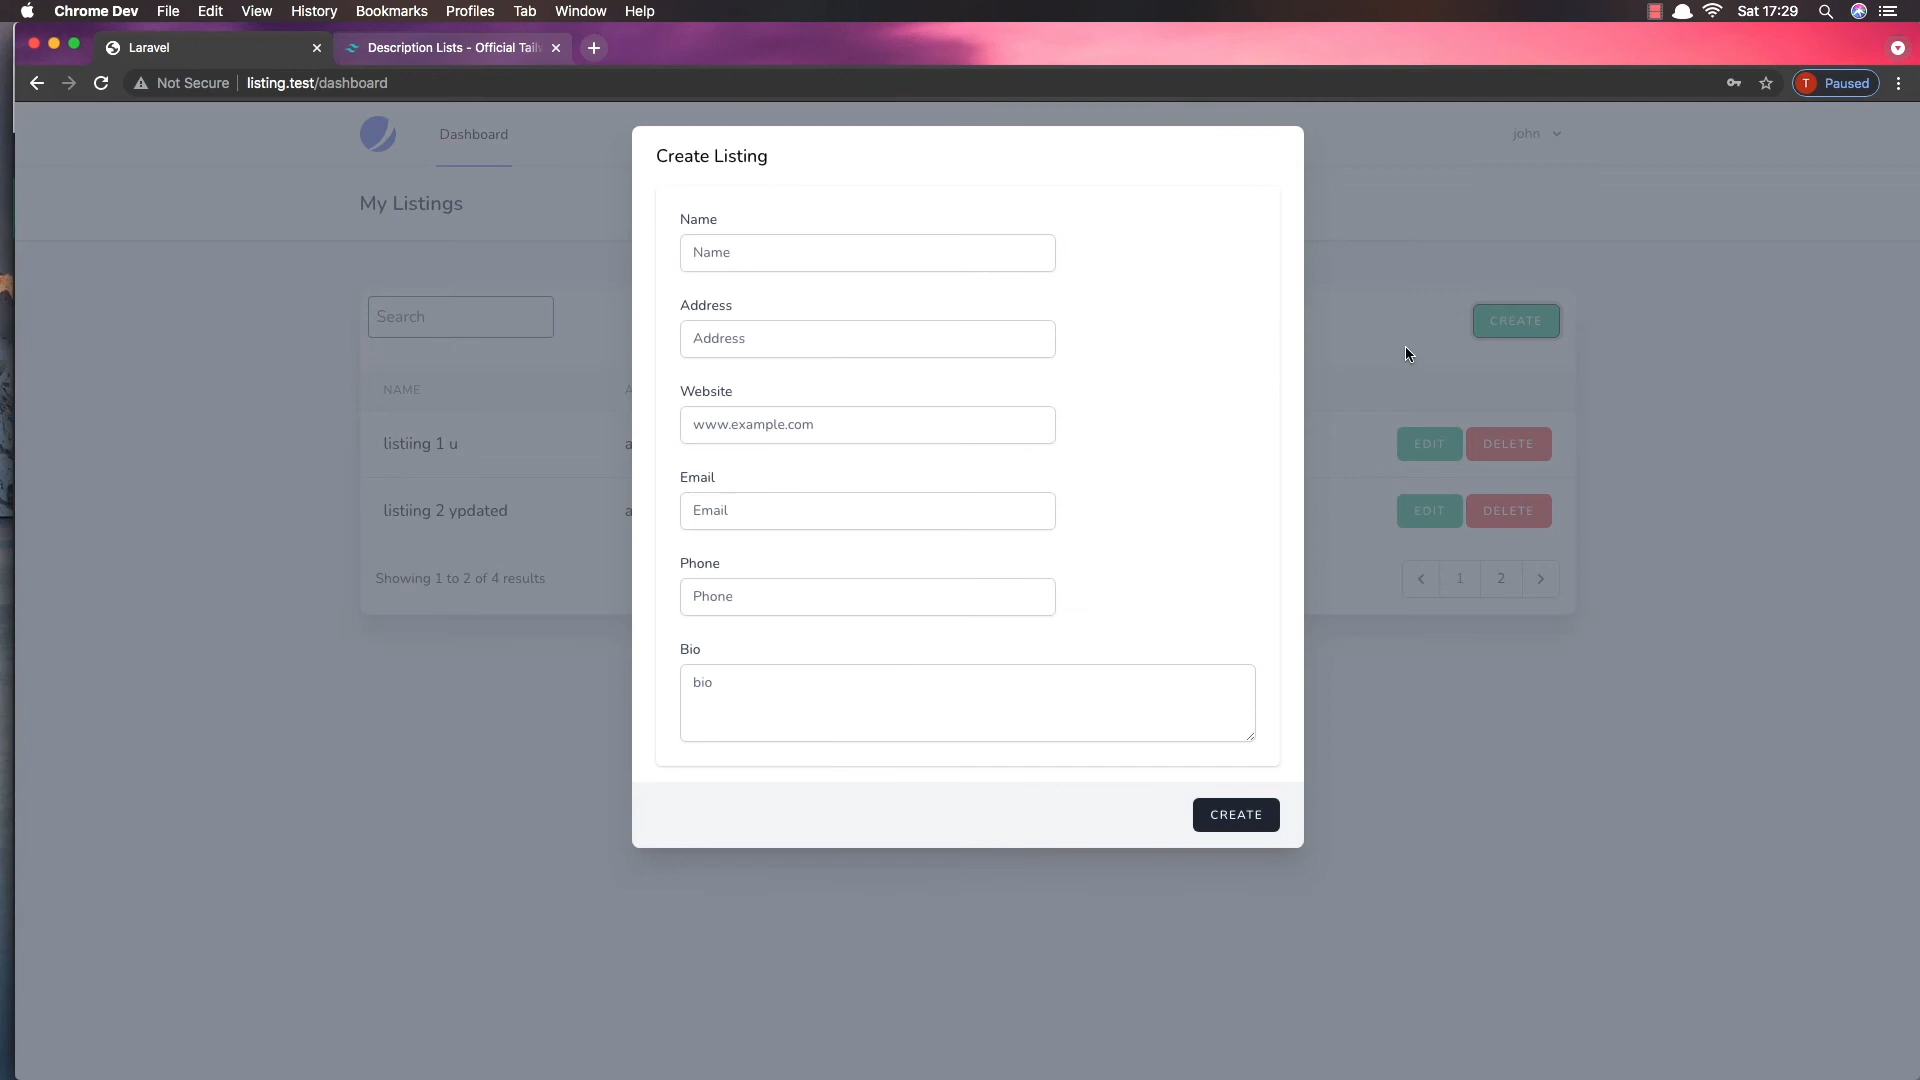 Chrome Dev File Edit View History Bookmarks Profiles Tab Window Help Sat 17:29
Laravel Description Lists - Official Tail
Not Secure listing.test/dashboard T Paused
Dashboard john
Create Listing
My Listings
Name
Name
Search
CREATE
Address
Address
NAME A
Website
www.example.com
listiing 1 u a EDIT DELETE
Email
Email
listiing 2 ypdated a EDIT DELETE
Phone
Showing 1 to 2 of 4 results 1 2
Phone
Bio
bio
CREATE